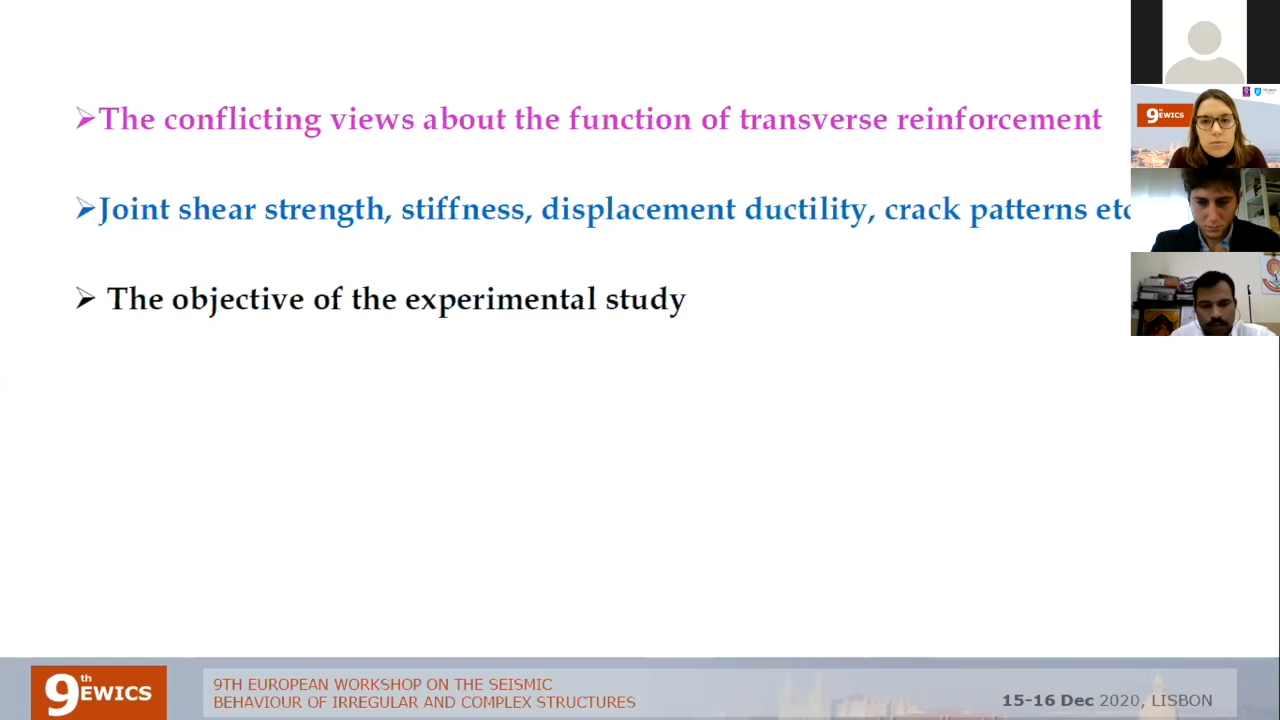 ➢The conflicting views about the function of transverse reinforcement
➢Joint shear strength, stiffness, displacement ductility, crack patterns etc
➢ The objective of the experimental study
9th EWICS
9th EWICS
9TH EUROPEAN WORKSHOP ON THE SEISMIC
BEHAVIOUR OF IRREGULAR AND COMPLEX STRUCTURES
15-16 Dec 2020, LISBON